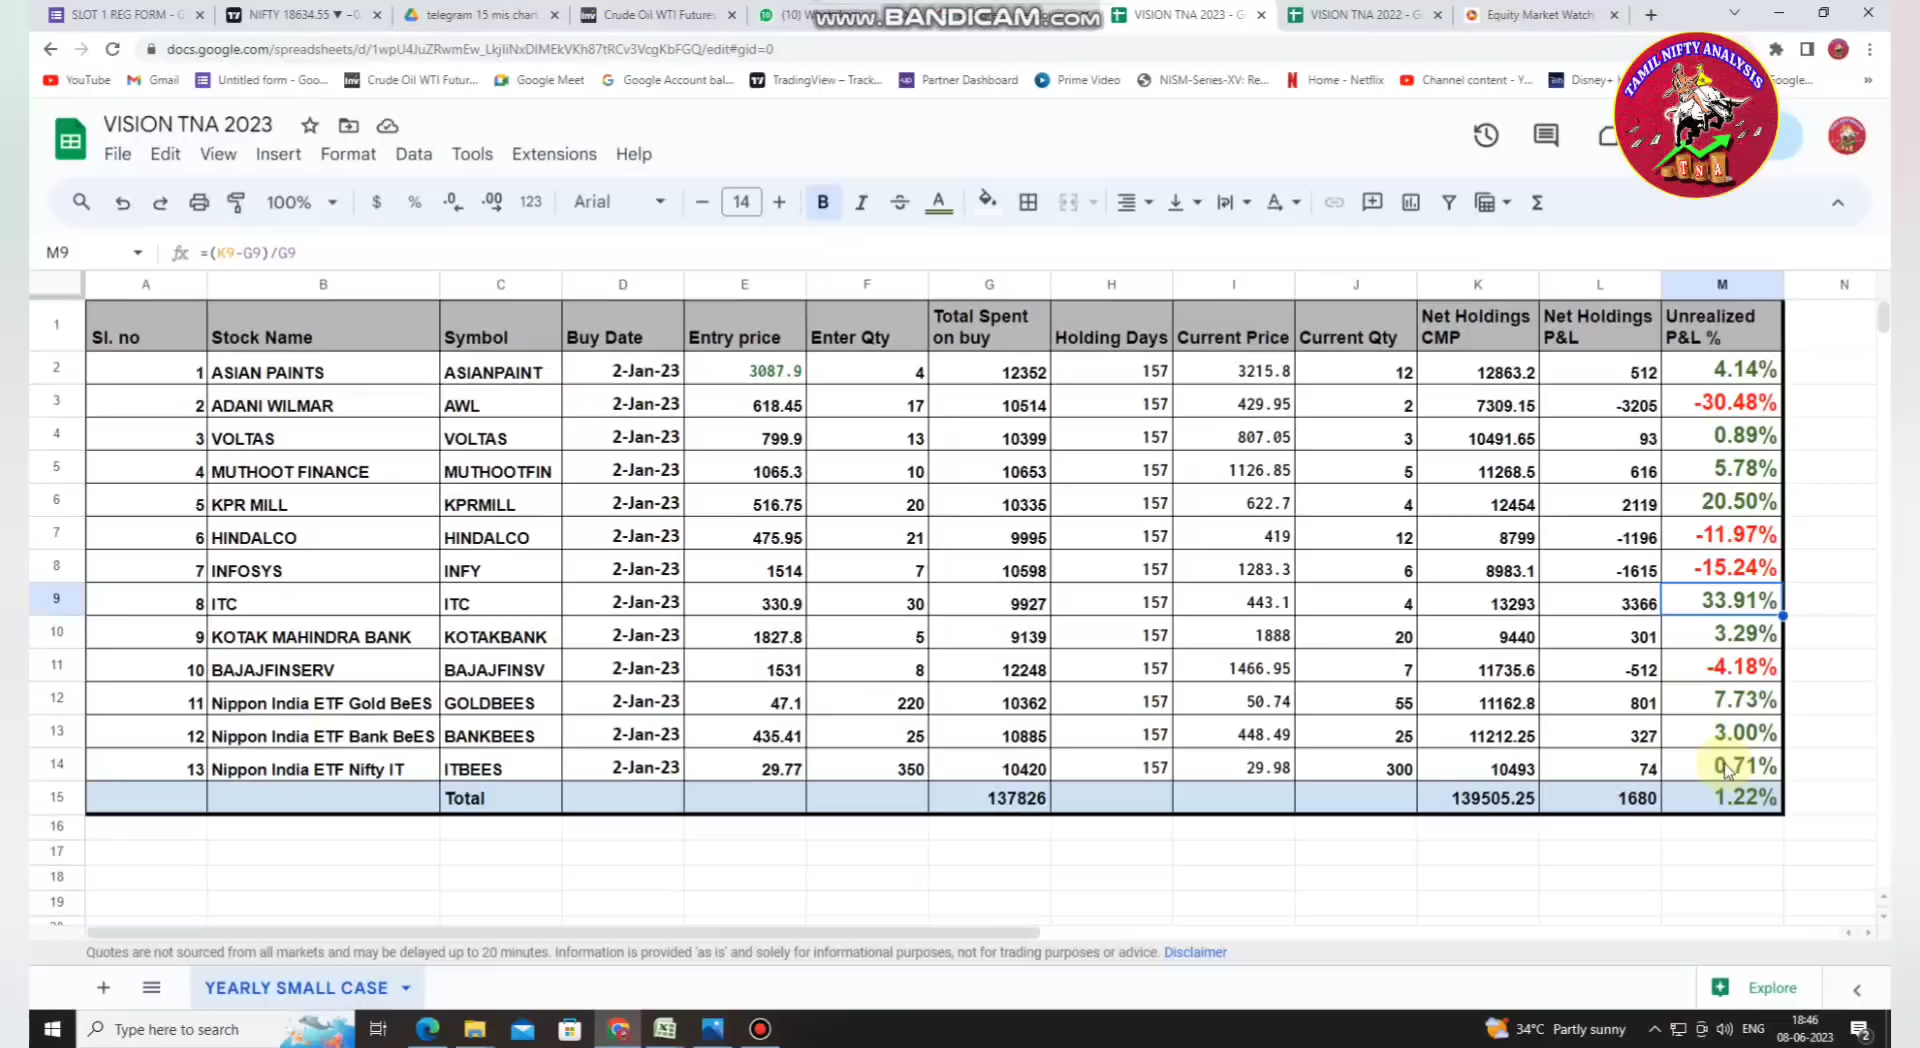 SLOT 1 REG FORM - G
NIFTY 18634.55 ▼ -0
telegram 15 mis chart
Crude Oil WTI Futures
www.BANDICAM.com
VISION TNA 2023 - G
VISION TNA 2022 - G
Equity Market Watch
docs.google.com/spreadsheets/d/1wpU4JuZRwmEw_LkjIiNxDIMEkVKh87tRCv3VcgKbFGQ/edit#gid=0
YouTube Gmail Untitled form - Goo... Crude Oil WTI Futur... Google Meet Google Account bal... TradingView – Track... Partner Dashboard Prime Video NISM-Series-XV: Re... Home - Netflix Channel content - Y... Disney+ Google...
TAMIL NIFTY ANALYSIS
TNA
VISION TNA 2023
File Edit View Insert Format Data Tools Extensions Help
100% $ % .0 .00 123 Arial 14 B I
M9 fx =(K9-G9)/G9
A B C D E F G H I J K L M N
1 Sl. no Stock Name Symbol Buy Date Entry price Enter Qty Total Spent on buy Holding Days Current Price Current Qty Net Holdings CMP Net Holdings P&L Unrealized P&L %
2 1 ASIAN PAINTS ASIANPAINT 2-Jan-23 3087.9 4 12352 157 3215.8 12 12863.2 512 4.14%
3 2 ADANI WILMAR AWL 2-Jan-23 618.45 17 10514 157 429.95 2 7309.15 -3205 -30.48%
4 3 VOLTAS VOLTAS 2-Jan-23 799.9 13 10399 157 807.05 3 10491.65 93 0.89%
5 4 MUTHOOT FINANCE MUTHOOTFIN 2-Jan-23 1065.3 10 10653 157 1126.85 5 11268.5 616 5.78%
6 5 KPR MILL KPRMILL 2-Jan-23 516.75 20 10335 157 622.7 4 12454 2119 20.50%
7 6 HINDALCO HINDALCO 2-Jan-23 475.95 21 9995 157 419 12 8799 -1196 -11.97%
8 7 INFOSYS INFY 2-Jan-23 1514 7 10598 157 1283.3 6 8983.1 -1615 -15.24%
9 8 ITC ITC 2-Jan-23 330.9 30 9927 157 443.1 4 13293 3366 33.91%
10 9 KOTAK MAHINDRA BANK KOTAKBANK 2-Jan-23 1827.8 5 9139 157 1888 20 9440 301 3.29%
11 10 BAJAJFINSERV BAJAJFINSV 2-Jan-23 1531 8 12248 157 1466.95 7 11735.6 -512 -4.18%
12 11 Nippon India ETF Gold BeES GOLDBEES 2-Jan-23 47.1 220 10362 157 50.74 55 11162.8 801 7.73%
13 12 Nippon India ETF Bank BeES BANKBEES 2-Jan-23 435.41 25 10885 157 448.49 25 11212.25 327 3.00%
14 13 Nippon India ETF Nifty IT ITBEES 2-Jan-23 29.77 350 10420 157 29.98 300 10493 74 0.71%
15 Total 137826 139505.25 1680 1.22%
16
17
18
19
Quotes are not sourced from all markets and may be delayed up to 20 minutes. Information is provided 'as is' and solely for informational purposes, not for trading purposes or advice. Disclaimer
YEARLY SMALL CASE
Explore
Type here to search
34°C Partly sunny
ENG
18:46
08-06-2023
2